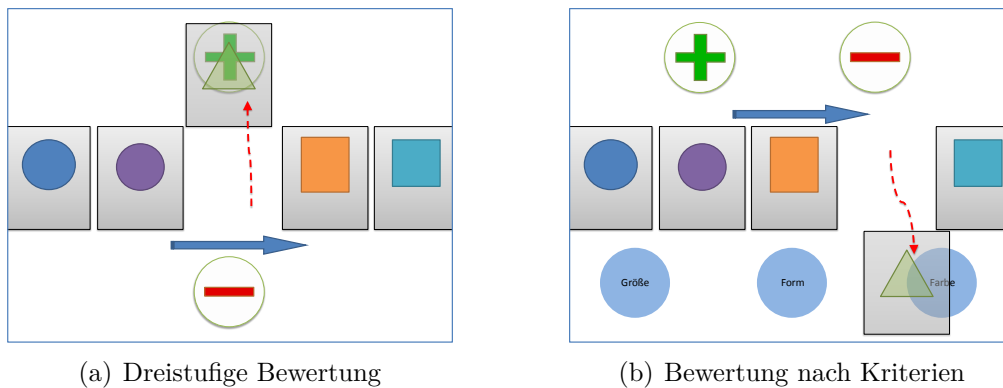 Größe
Form
Farbe
(a) Dreistufige Bewertung
(b) Bewertung nach Kriterien